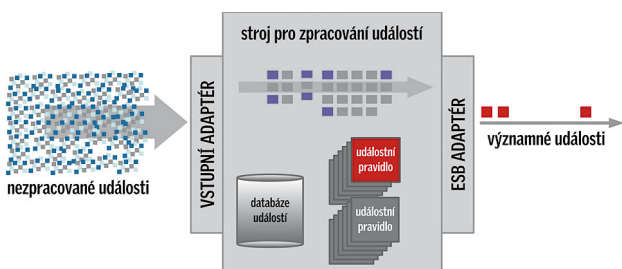 stroj pro zpracování událostí
nezpracované události
VSTUPNÍ ADAPTÉR
databáze
událostí
událostní
pravidlo
událostní
pravidlo
ESB ADAPTÉR
významné události